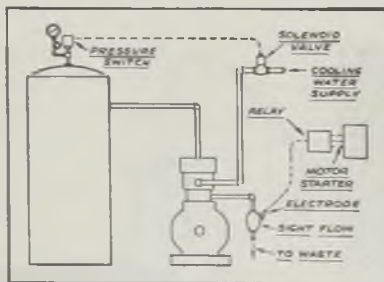 SOLENOID
VALVE
PRESSURE
SWITCH
COOLING
WATER
SUPPLY
RELAY
MOTOR
STARTER
ELECTRODE
SIGHT FLOW
TO WASTE